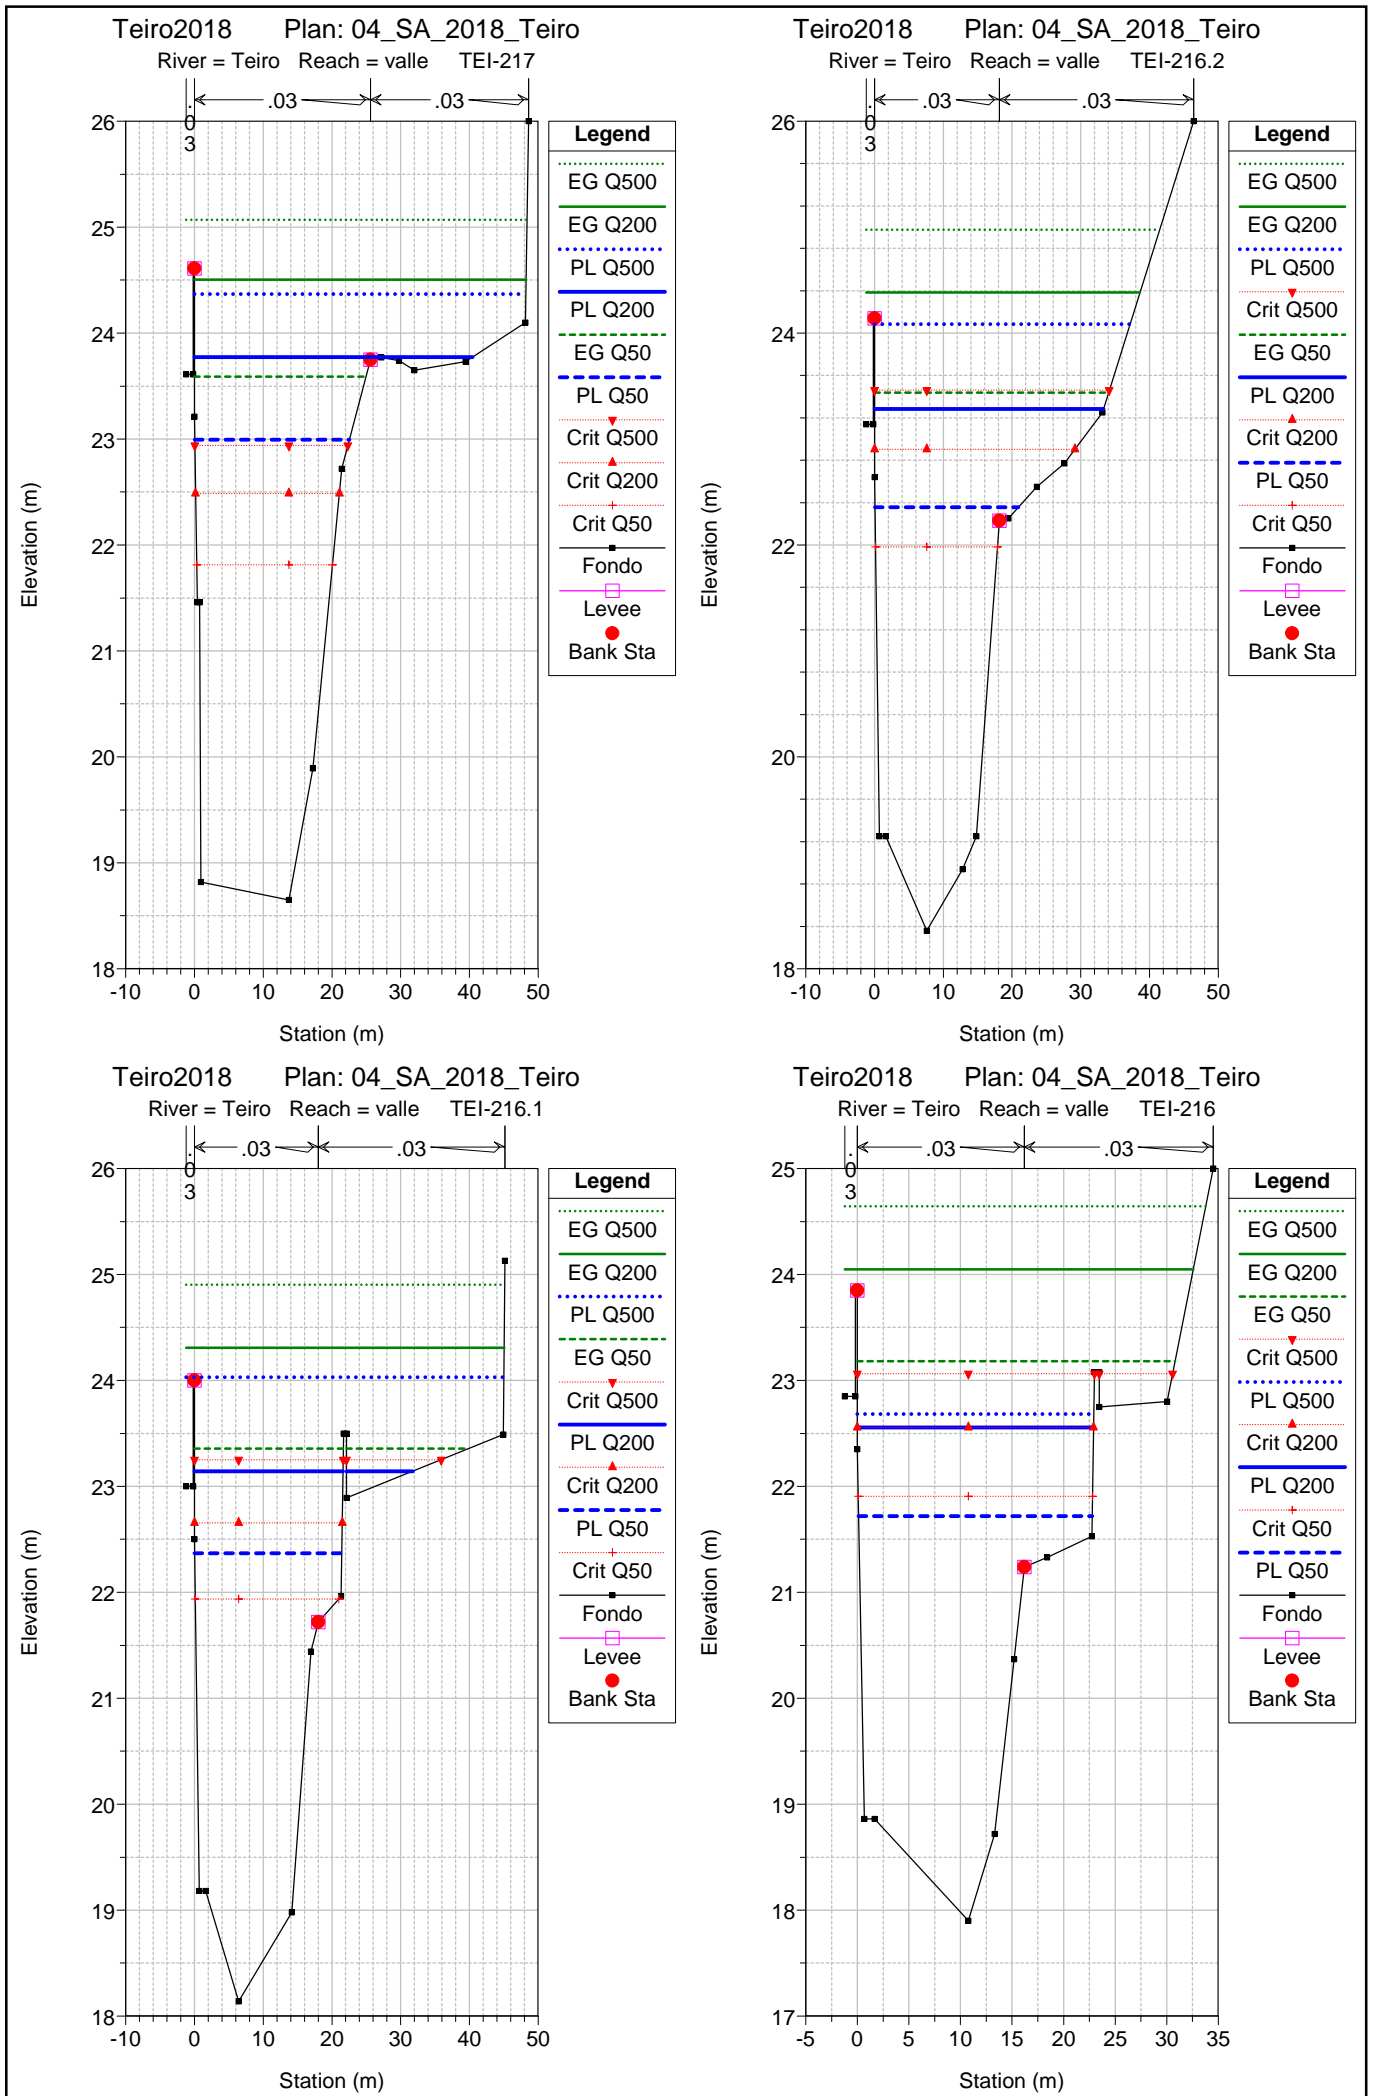 Teiro2018 Plan: 04_SA_2018_Teiro
River = Teiro Reach = valle TEI-217
.03 .03 .03
Legend
EG Q500
EG Q200
PL Q500
PL Q200
EG Q50
PL Q50
Crit Q500
Crit Q200
Crit Q50
Fondo
Levee
Bank Sta
26
25
24
23
22
21
20
19
18
Elevation (m)
-10 0 10 20 30 40 50
Station (m)
Teiro2018 Plan: 04_SA_2018_Teiro
River = Teiro Reach = valle TEI-216.2
.03 .03 .03
Legend
EG Q500
EG Q200
PL Q500
Crit Q500
EG Q50
PL Q200
Crit Q200
PL Q50
Crit Q50
Fondo
Levee
Bank Sta
26
24
22
20
18
Elevation (m)
-10 0 10 20 30 40 50
Station (m)
Teiro2018 Plan: 04_SA_2018_Teiro
River = Teiro Reach = valle TEI-216.1
.03 .03 .03
Legend
EG Q500
EG Q200
PL Q500
EG Q50
Crit Q500
PL Q200
Crit Q200
PL Q50
Crit Q50
Fondo
Levee
Bank Sta
26
25
24
23
22
21
20
19
18
Elevation (m)
-10 0 10 20 30 40 50
Station (m)
Teiro2018 Plan: 04_SA_2018_Teiro
River = Teiro Reach = valle TEI-216
.03 .03 .03
Legend
EG Q500
EG Q200
EG Q50
Crit Q500
PL Q500
Crit Q200
PL Q200
Crit Q50
PL Q50
Fondo
Levee
Bank Sta
25
24
23
22
21
20
19
18
17
Elevation (m)
-5 0 5 10 15 20 25 30 35
Station (m)